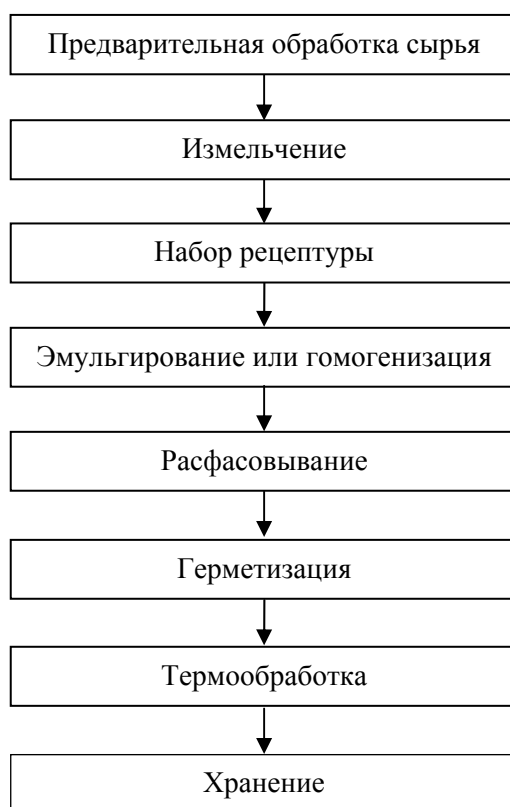 Предварительная обработка сырья
Измельчение
Набор рецептуры
Эмульгирование или гомогенизация
Расфасовывание
Герметизация
Термообработка
Хранение